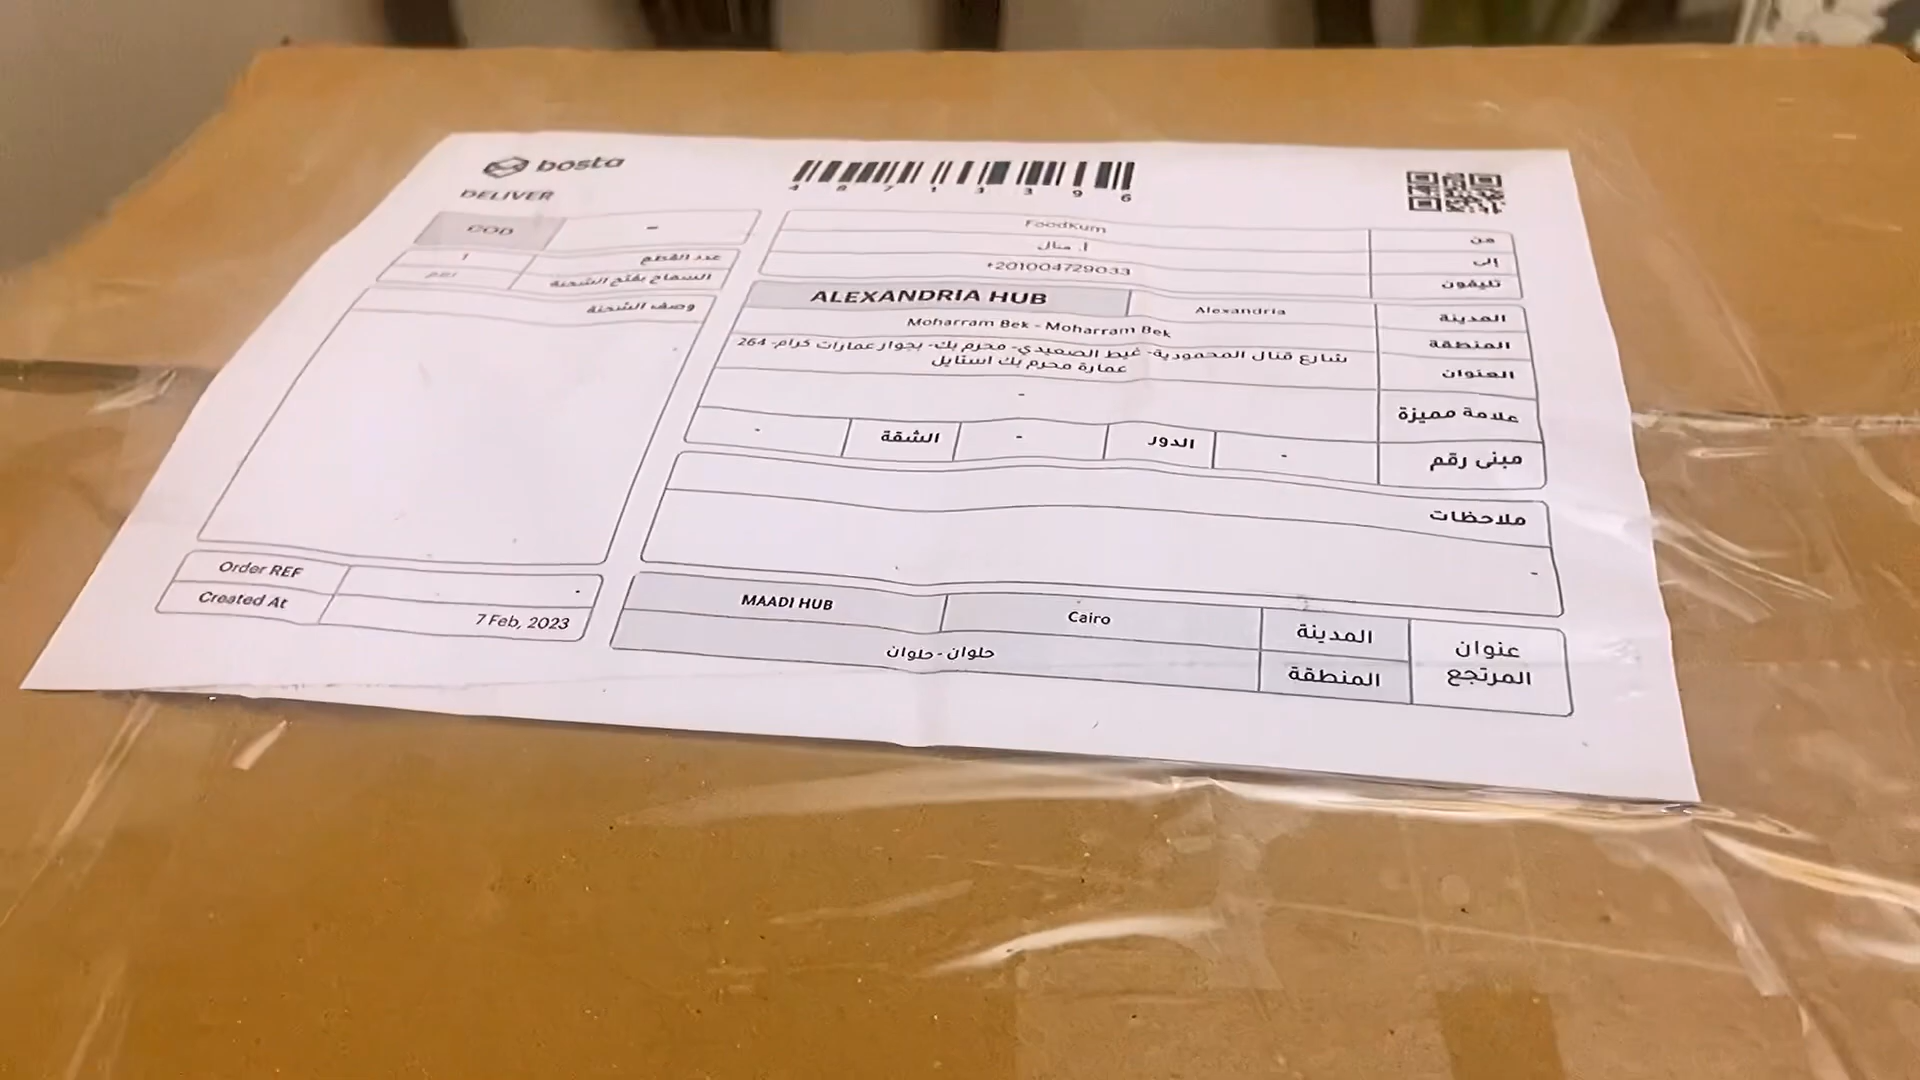 bosta
DELIVER
4 8 7 1 3 3 9 6
COD -
عدد القطع 1
السماح بفتح الشحنة نعم
وصف الشحنة
من Foodkum
إلى أ. منال
تليفون +201004729033
المدينة Alexandria ALEXANDRIA HUB
المنطقة Moharram Bek - Moharram Bek
العنوان شارع قنال المحمودية- غيط الصعيدي- محرم بك- بجوار عمارات كرام- 264
عمارة محرم بك استايل
علامة مميزة -
مبنى رقم - الدور - الشقة -
ملاحظات
-
Order REF -
Created At 7 Feb, 2023
عنوان المرتجع
المدينة Cairo MAADI HUB
المنطقة حلوان - حلوان